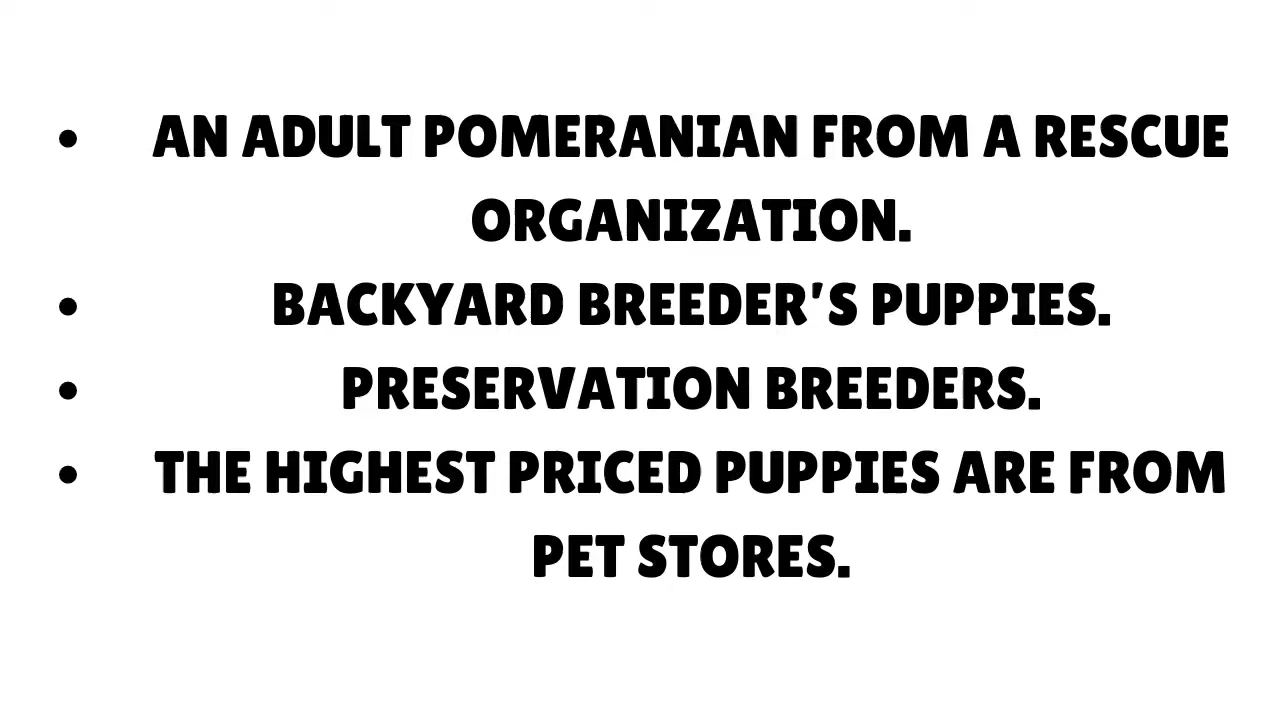 • AN ADULT POMERANIAN FROM A RESCUE
ORGANIZATION.
• BACKYARD BREEDER'S PUPPIES.
• PRESERVATION BREEDERS.
• THE HIGHEST PRICED PUPPIES ARE FROM
PET STORES.